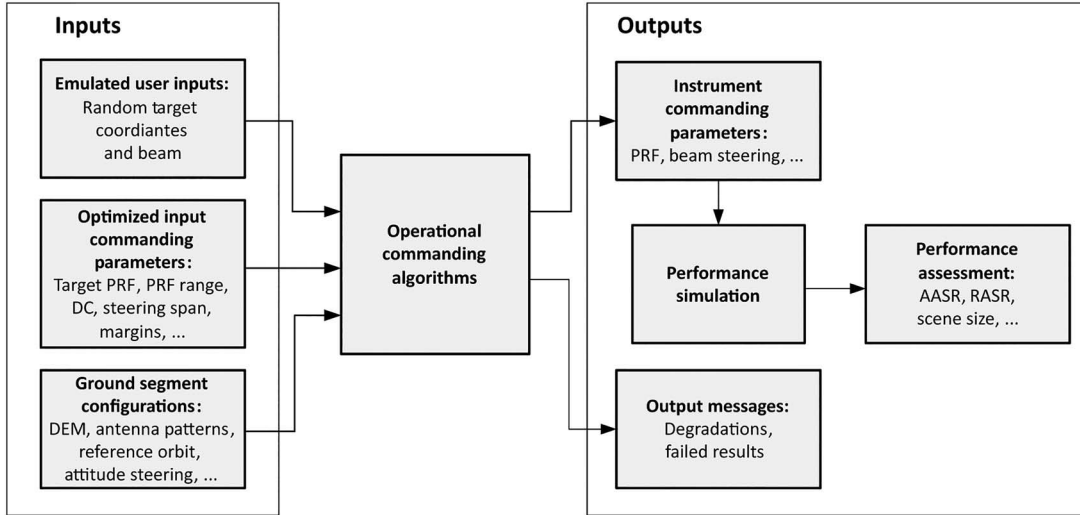 Inputs
Emulated user inputs:
Random target
coordiantes
and beam
Optimized input
commanding
parameters:
Target PRF, PRF range,
DC, steering span,
margins, ...
Ground segment
configurations:
DEM, antenna patterns,
reference orbit,
attitude steering, ...
Operational
commanding
algorithms
Outputs
Instrument
commanding
parameters:
PRF, beam steering, ...
Performance
simulation
Performance
assessment:
AASR, RASR,
scene size, ...
Output messages:
Degradations,
failed results